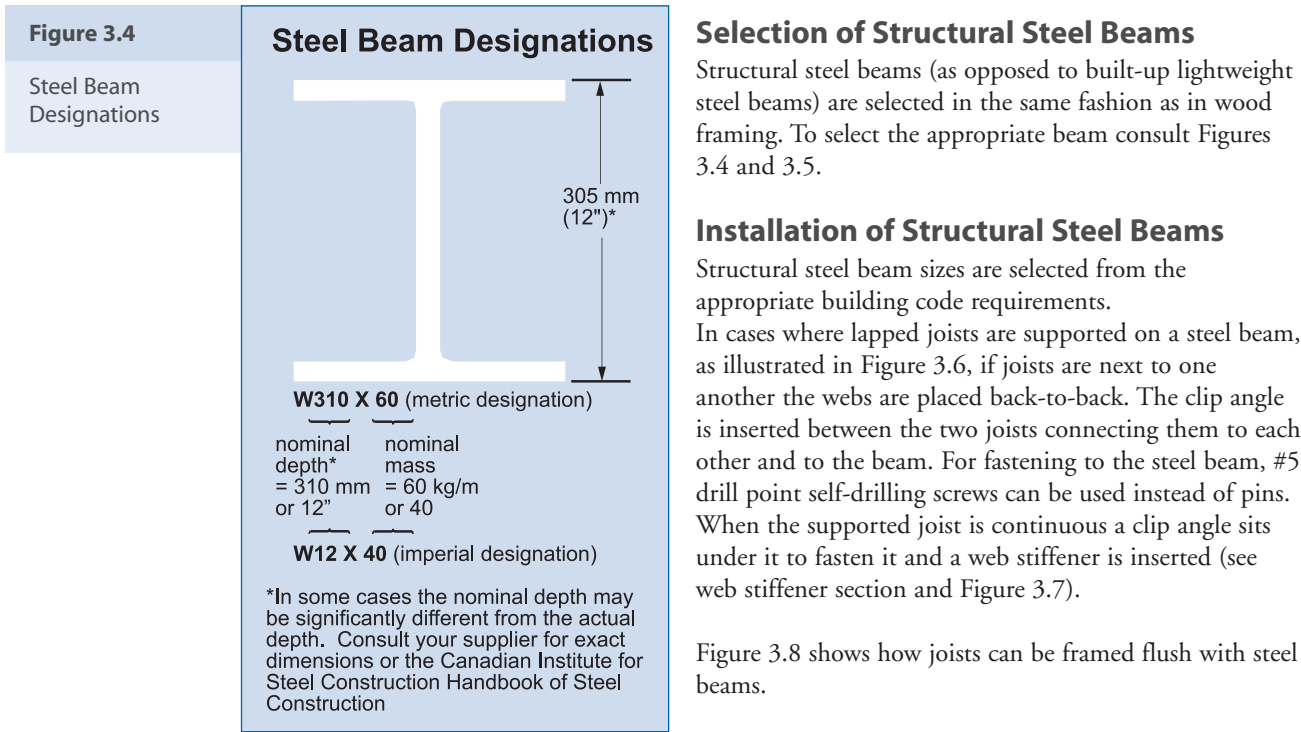 Figure 3.4
Steel Beam
Designations
Steel Beam Designations
305 mm
(12")*
W310 X 60 (metric designation)
nominal nominal
depth* mass
= 310 mm = 60 kg/m
or 12” or 40
W12 X 40 (imperial designation)
*In some cases the nominal depth may
be significantly different from the actual
depth. Consult your supplier for exact
dimensions or the Canadian Institute for
Steel Construction Handbook of Steel
Construction
Selection of Structural Steel Beams
Structural steel beams (as opposed to built-up lightweight
steel beams) are selected in the same fashion as in wood
framing. To select the appropriate beam consult Figures
3.4 and 3.5.
Installation of Structural Steel Beams
Structural steel beam sizes are selected from the
appropriate building code requirements.
In cases where lapped joists are supported on a steel beam,
as illustrated in Figure 3.6, if joists are next to one
another the webs are placed back-to-back. The clip angle
is inserted between the two joists connecting them to each
other and to the beam. For fastening to the steel beam, #5
drill point self-drilling screws can be used instead of pins.
When the supported joist is continuous a clip angle sits
under it to fasten it and a web stiffener is inserted (see
web stiffener section and Figure 3.7).
Figure 3.8 shows how joists can be framed flush with steel
beams.